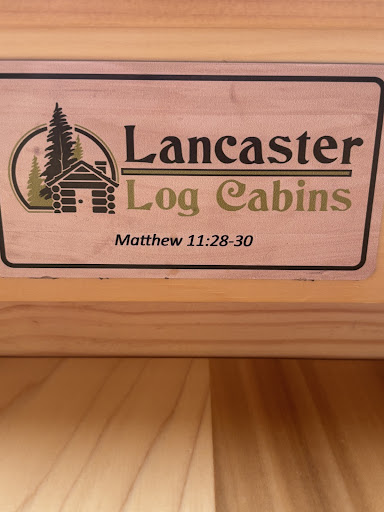 Lancaster
Log Cabins
Matthew 11:28-30